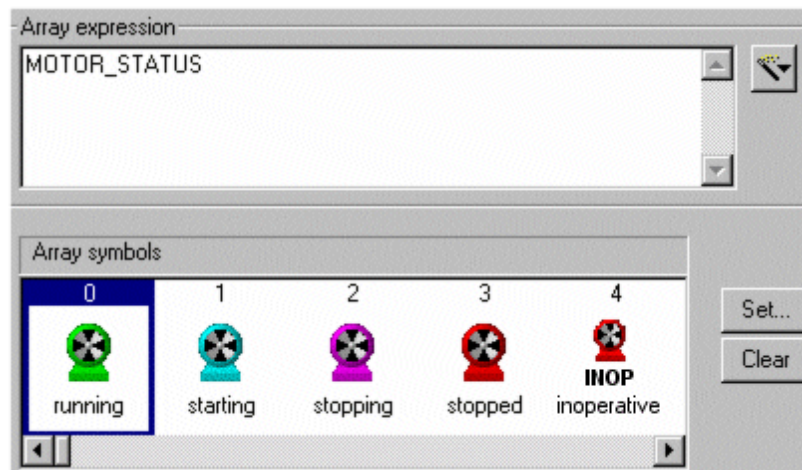 Array expression
MOTOR_STATUS
Array symbols
0 1 2 3 4
Set...
Clear
INOP
running starting stopping stopped inoperative